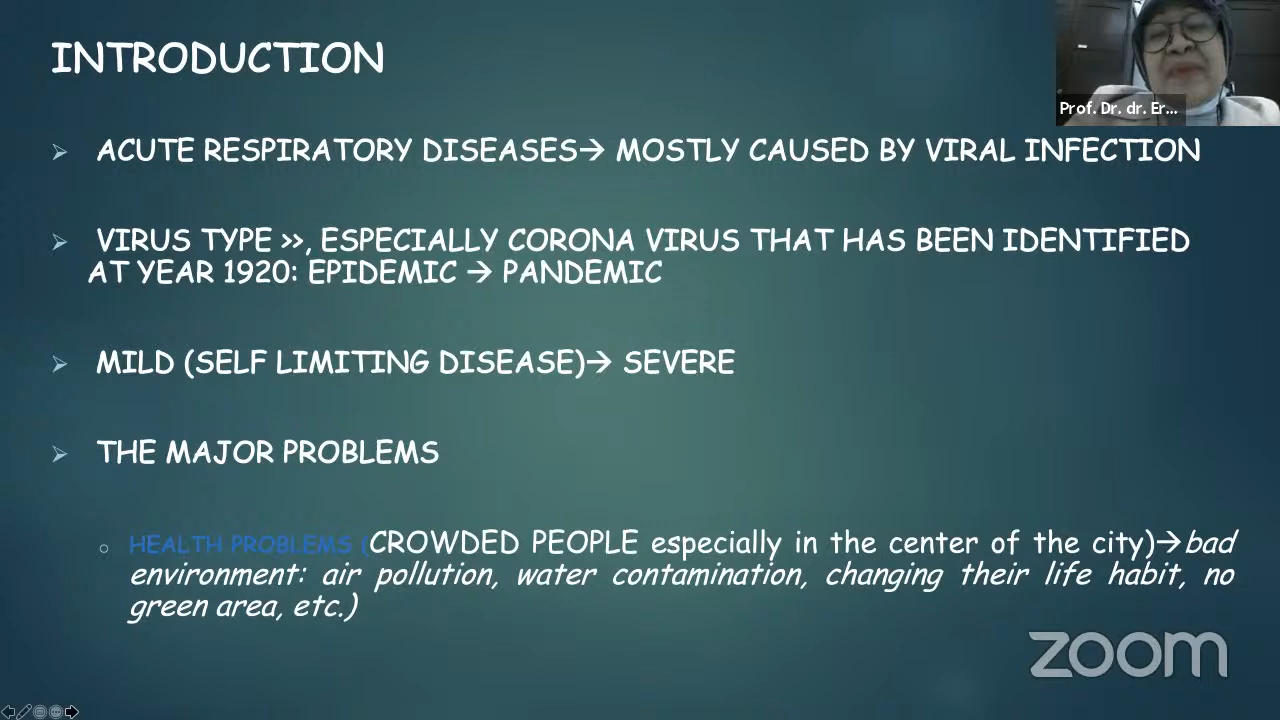 INTRODUCTION
Prof. Dr. dr. Er...
ACUTE RESPIRATORY DISEASES→ MOSTLY CAUSED BY VIRAL INFECTION
VIRUS TYPE >>, ESPECIALLY CORONA VIRUS THAT HAS BEEN IDENTIFIED
AT YEAR 1920: EPIDEMIC → PANDEMIC
MILD (SELF LIMITING DISEASE)→ SEVERE
THE MAJOR PROBLEMS
HEALTH PROBLEMS (CROWDED PEOPLE especially in the center of the city)→bad
environment: air pollution, water contamination, changing their life habit, no
green area, etc.)
zoom